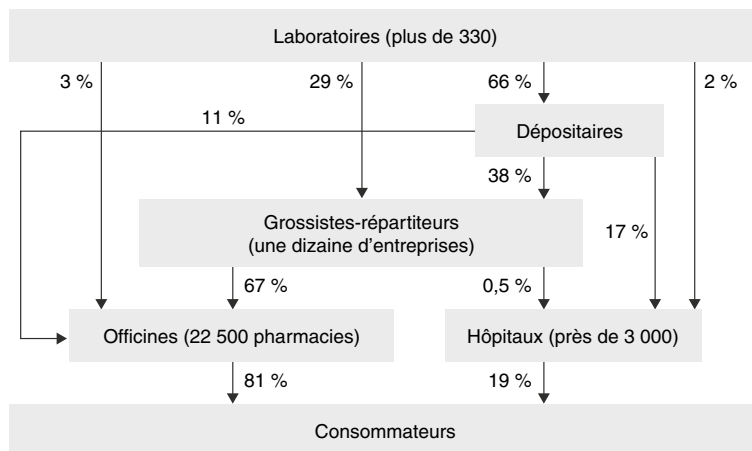 Laboratoires (plus de 330)
3 %
29 %
66 %
2 %
11 %
Dépositaires
38 %
Grossistes-répartiteurs
(une dizaine d’entreprises)
17 %
67 %
0,5 %
Officines (22 500 pharmacies)
Hôpitaux (près de 3 000)
81 %
19 %
Consommateurs